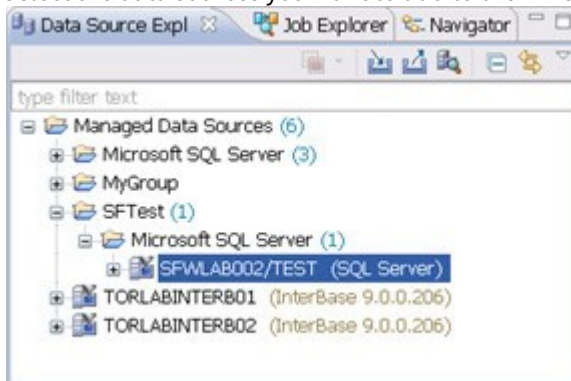 Data Source Expl Job Explorer Navigator
type filter text
Managed Data Sources (6)
Microsoft SQL Server (3)
MyGroup
SFTest (1)
Microsoft SQL Server (1)
SFWLAB002/TEST (SQL Server)
TORLABINTERB01 (InterBase 9.0.0.206)
TORLABINTERB02 (InterBase 9.0.0.206)